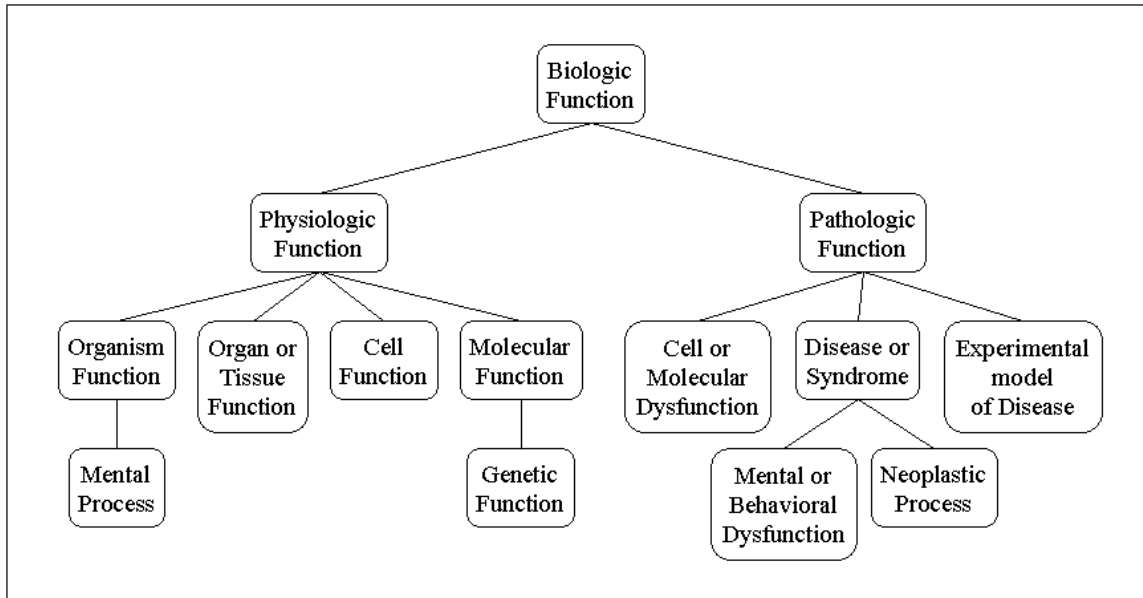 Biologic
Function
Physiologic
Function
Pathologic
Function
Organism
Function
Organ or
Tissue
Function
Cell
Function
Molecular
Function
Cell or
Molecular
Dysfunction
Disease or
Syndrome
Experimental
model
of Disease
Mental
Process
Genetic
Function
Mental or
Behavioral
Dysfunction
Neoplastic
Process